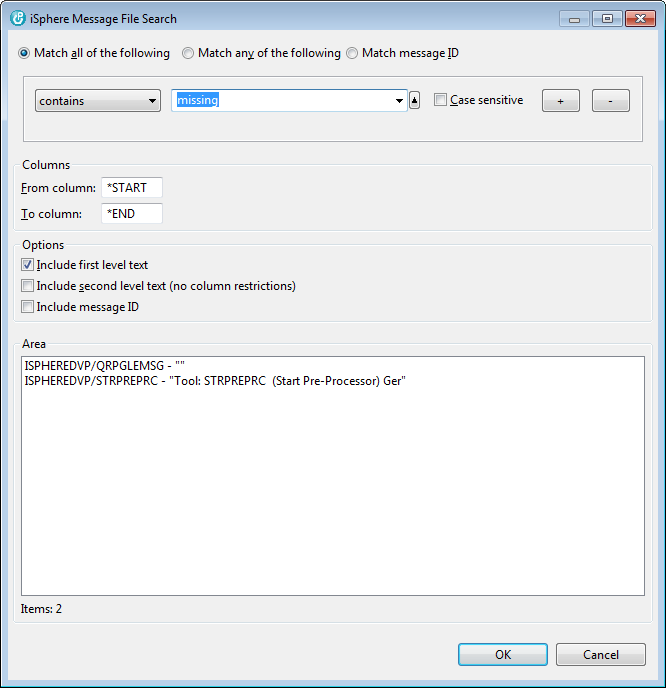 iSphere Message File Search
Match all of the following Match any of the following Match message ID
contains missing Case sensitive + -
Columns
From column: *START
To column: *END
Options
Include first level text
Include second level text (no column restrictions)
Include message ID
Area
ISPHEREDVP/QRPGLEMSG - ""
ISPHEREDVP/STRPREPRC - "Tool: STRPREPRC  (Start Pre-Processor) Ger"
Items: 2
OK Cancel